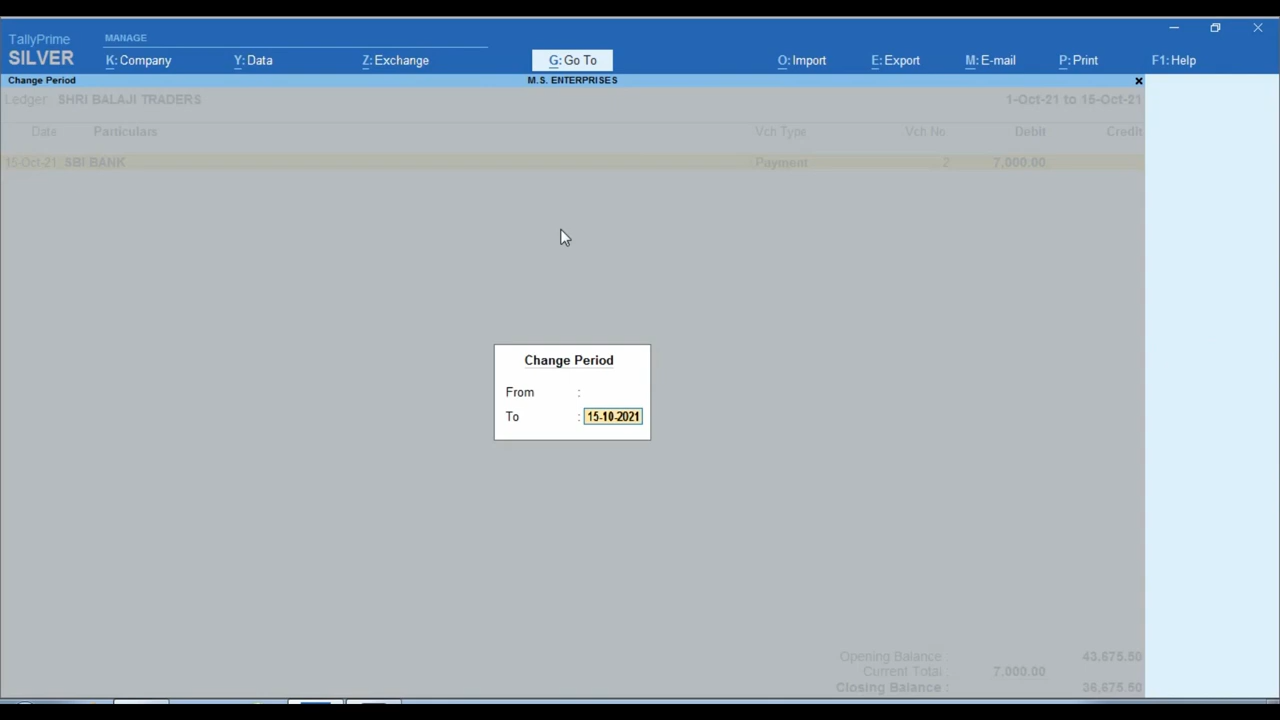 TallyPrime
MANAGE
SILVER
K: Company
Y: Data
Z: Exchange
G: Go To
O: Import
E: Export
M: E-mail
P: Print
F1: Help
Change Period
M.S. ENTERPRISES
x
Ledger: SHRI BALAJI TRADERS
1-Oct-21 to 15-Oct-21
Date Particulars Vch Type Vch No Debit Credit
15-Oct-21 SBI BANK Payment 2 7,000.00
Change Period
From :
To : 15-10-2021
Opening Balance : 43,675.50
Current Total : 7,000.00
Closing Balance : 36,675.50